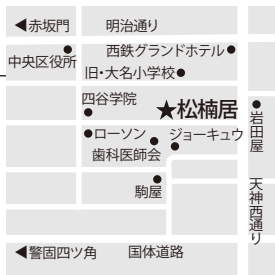 ◀赤坂門
明治通り
西鉄グランドホテル
中央区役所
旧・大名小学校
四谷学院
★松楠居
ローソン
ジョーキュウ
歯科医師会
岩田屋
駒屋
天神西通り
◀警固四ツ角
国体道路